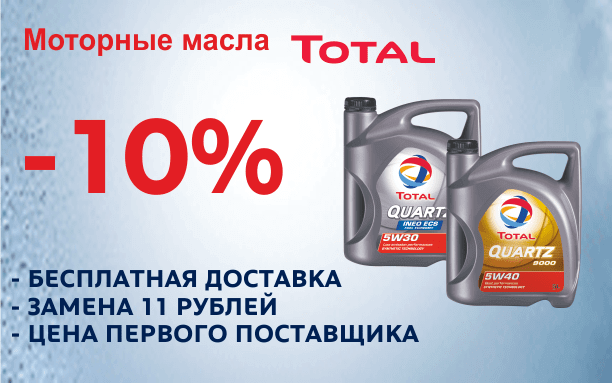 Моторные масла TOTAL
-10%
TOTAL
QUARTZ
INEO ECS
5W30
TOTAL
QUARTZ
9000
5W40
- БЕСПЛАТНАЯ ДОСТАВКА
- ЗАМЕНА 11 РУБЛЕЙ
- ЦЕНА ПЕРВОГО ПОСТАВЩИКА